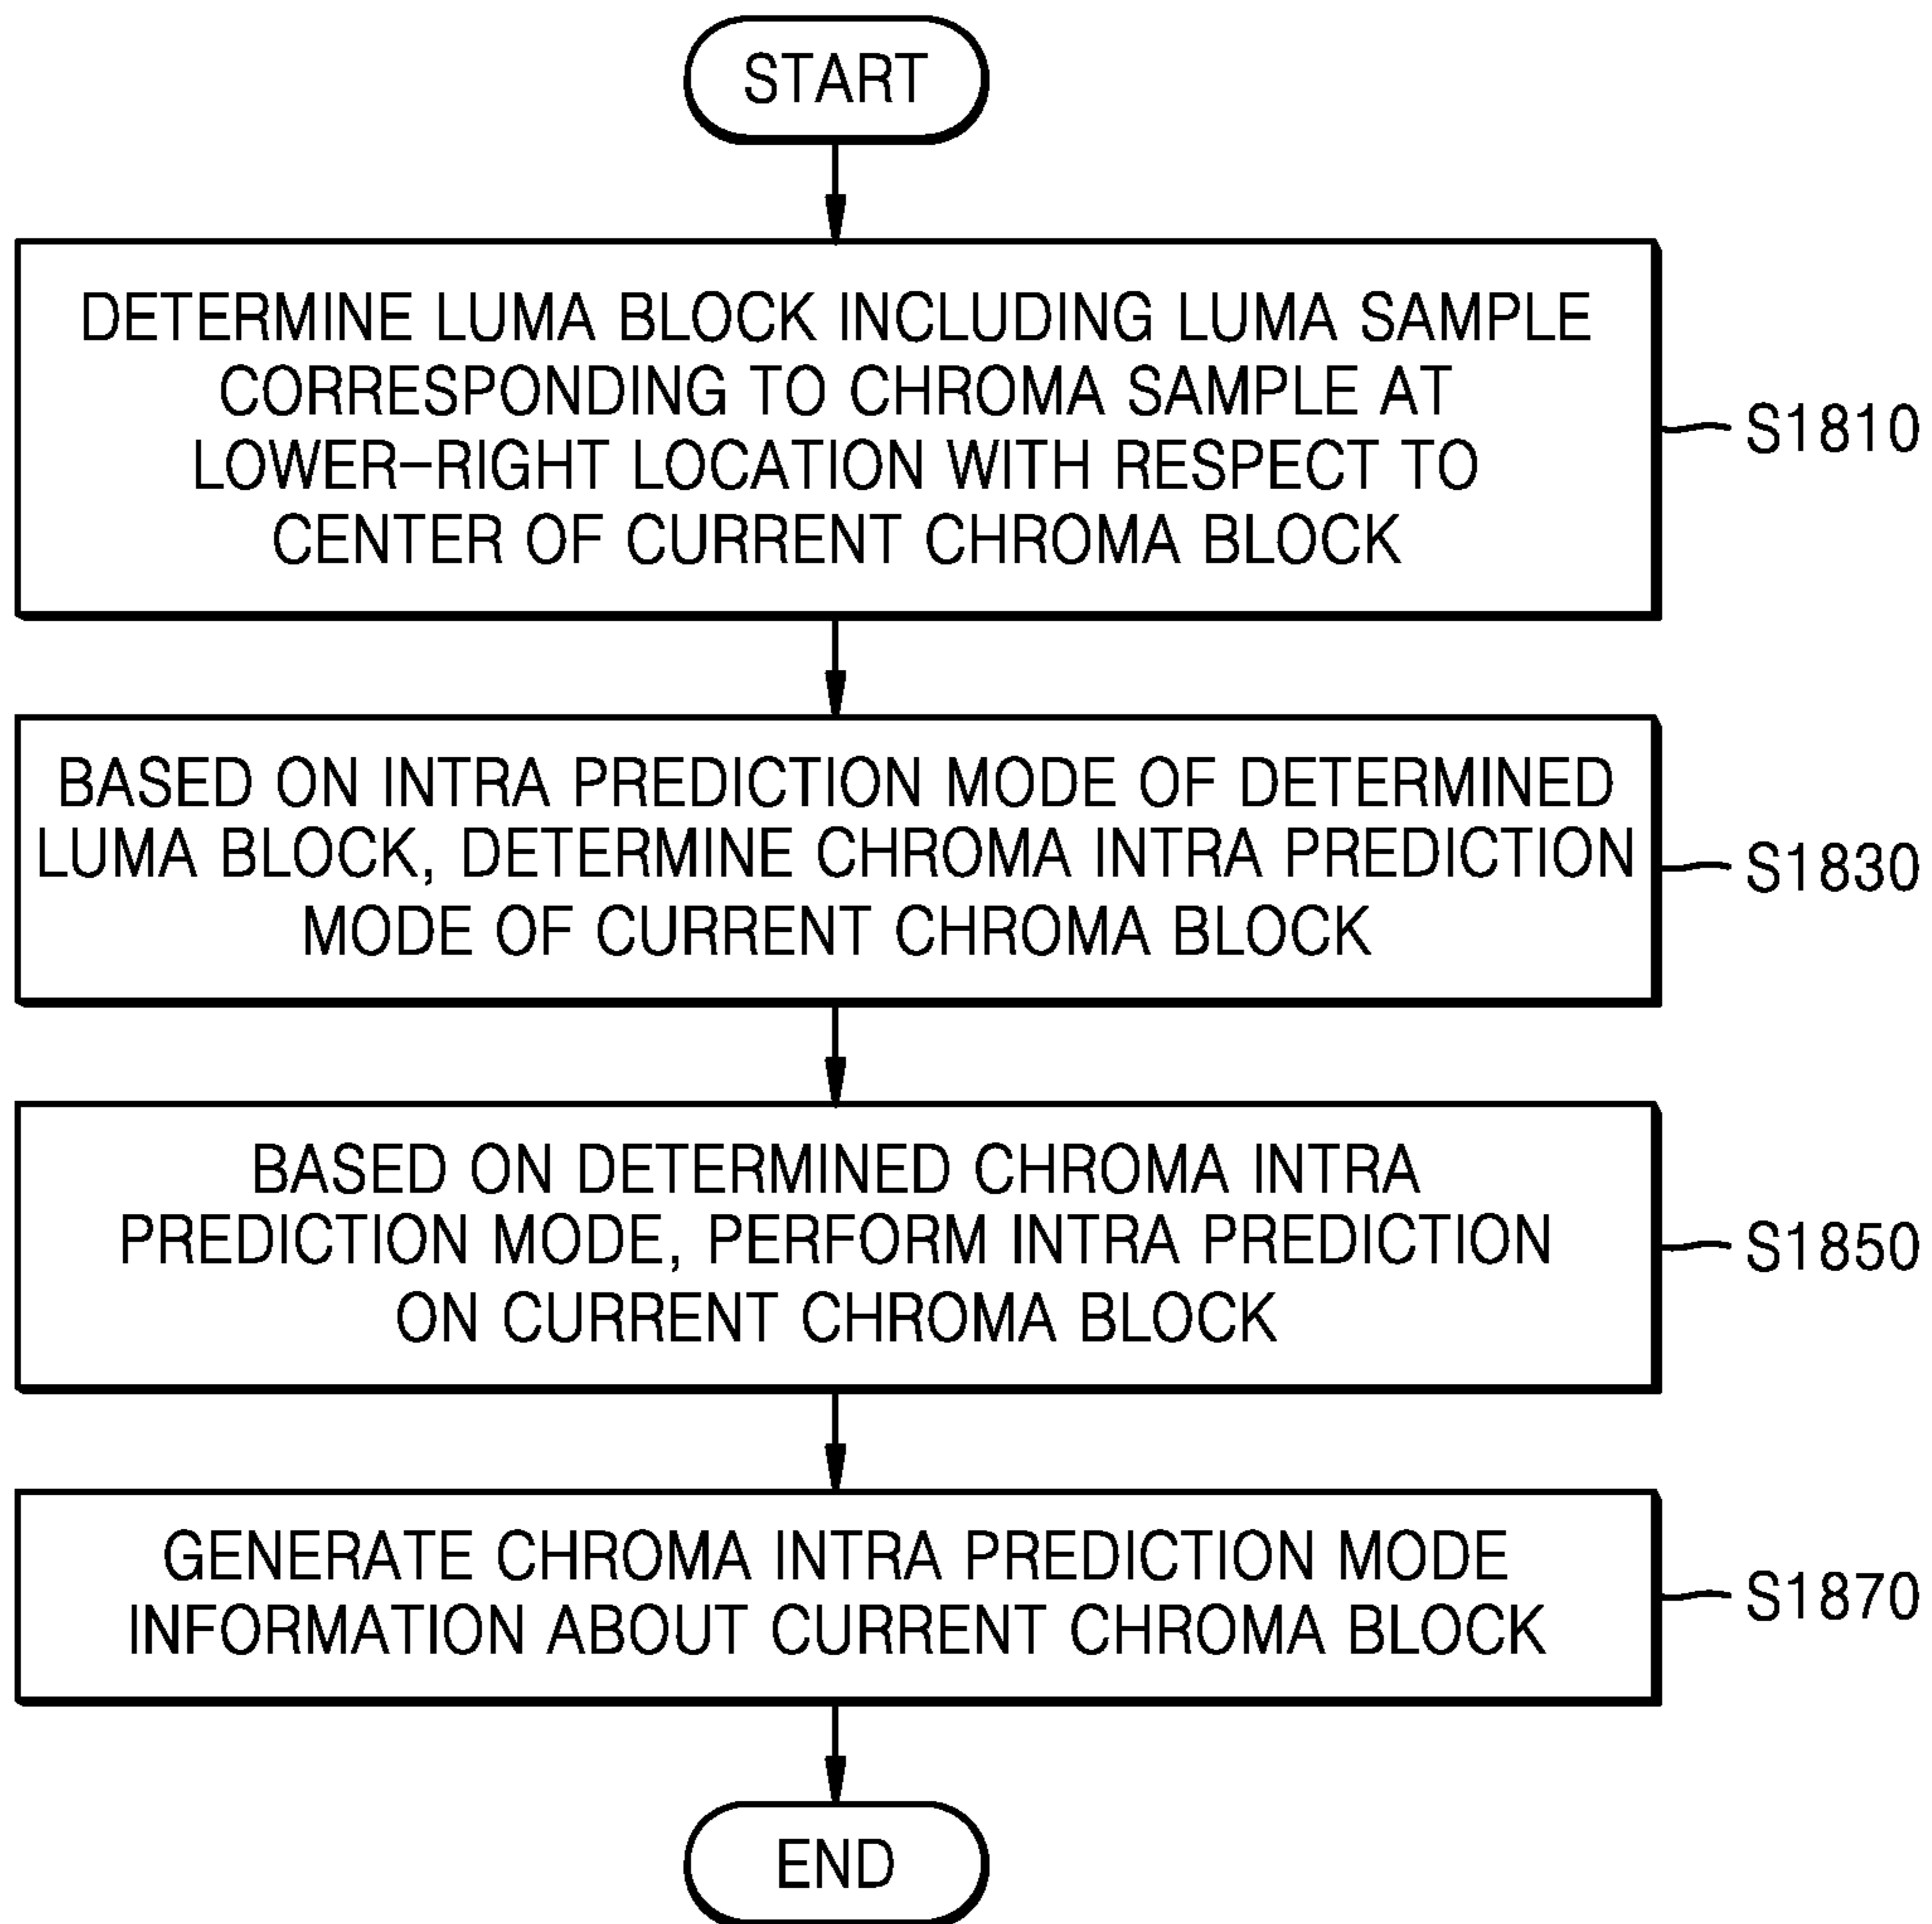 START
DETERMINE LUMA BLOCK INCLUDING LUMA SAMPLE
CORRESPONDING TO CHROMA SAMPLE AT
LOWER-RIGHT LOCATION WITH RESPECT TO
CENTER OF CURRENT CHROMA BLOCK
S1810
BASED ON INTRA PREDICTION MODE OF DETERMINED
LUMA BLOCK, DETERMINE CHROMA INTRA PREDICTION
MODE OF CURRENT CHROMA BLOCK
S1830
BASED ON DETERMINED CHROMA INTRA
PREDICTION MODE, PERFORM INTRA PREDICTION
ON CURRENT CHROMA BLOCK
S1850
GENERATE CHROMA INTRA PREDICTION MODE
INFORMATION ABOUT CURRENT CHROMA BLOCK
S1870
END